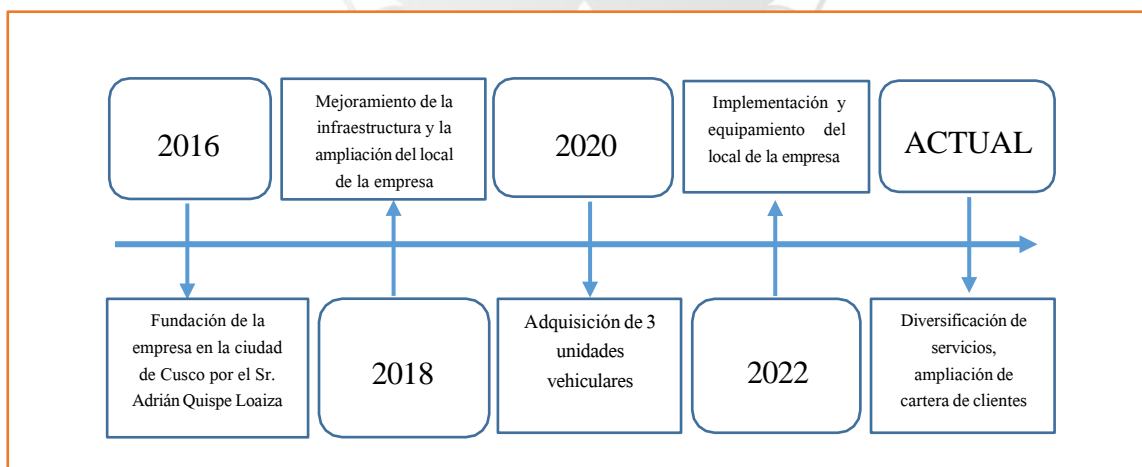 2016
Mejoramiento de la
infraestructura y la
ampliación del local
de la empresa
2020
Implementación y
equipamiento del
local de la empresa
ACTUAL
Fundación de la
empresa en la ciudad
de Cusco por el Sr.
Adrián Quispe Loaiza
2018
Adquisición de 3
unidades
vehiculares
2022
Diversificación de
servicios,
ampliación de
cartera de clientes